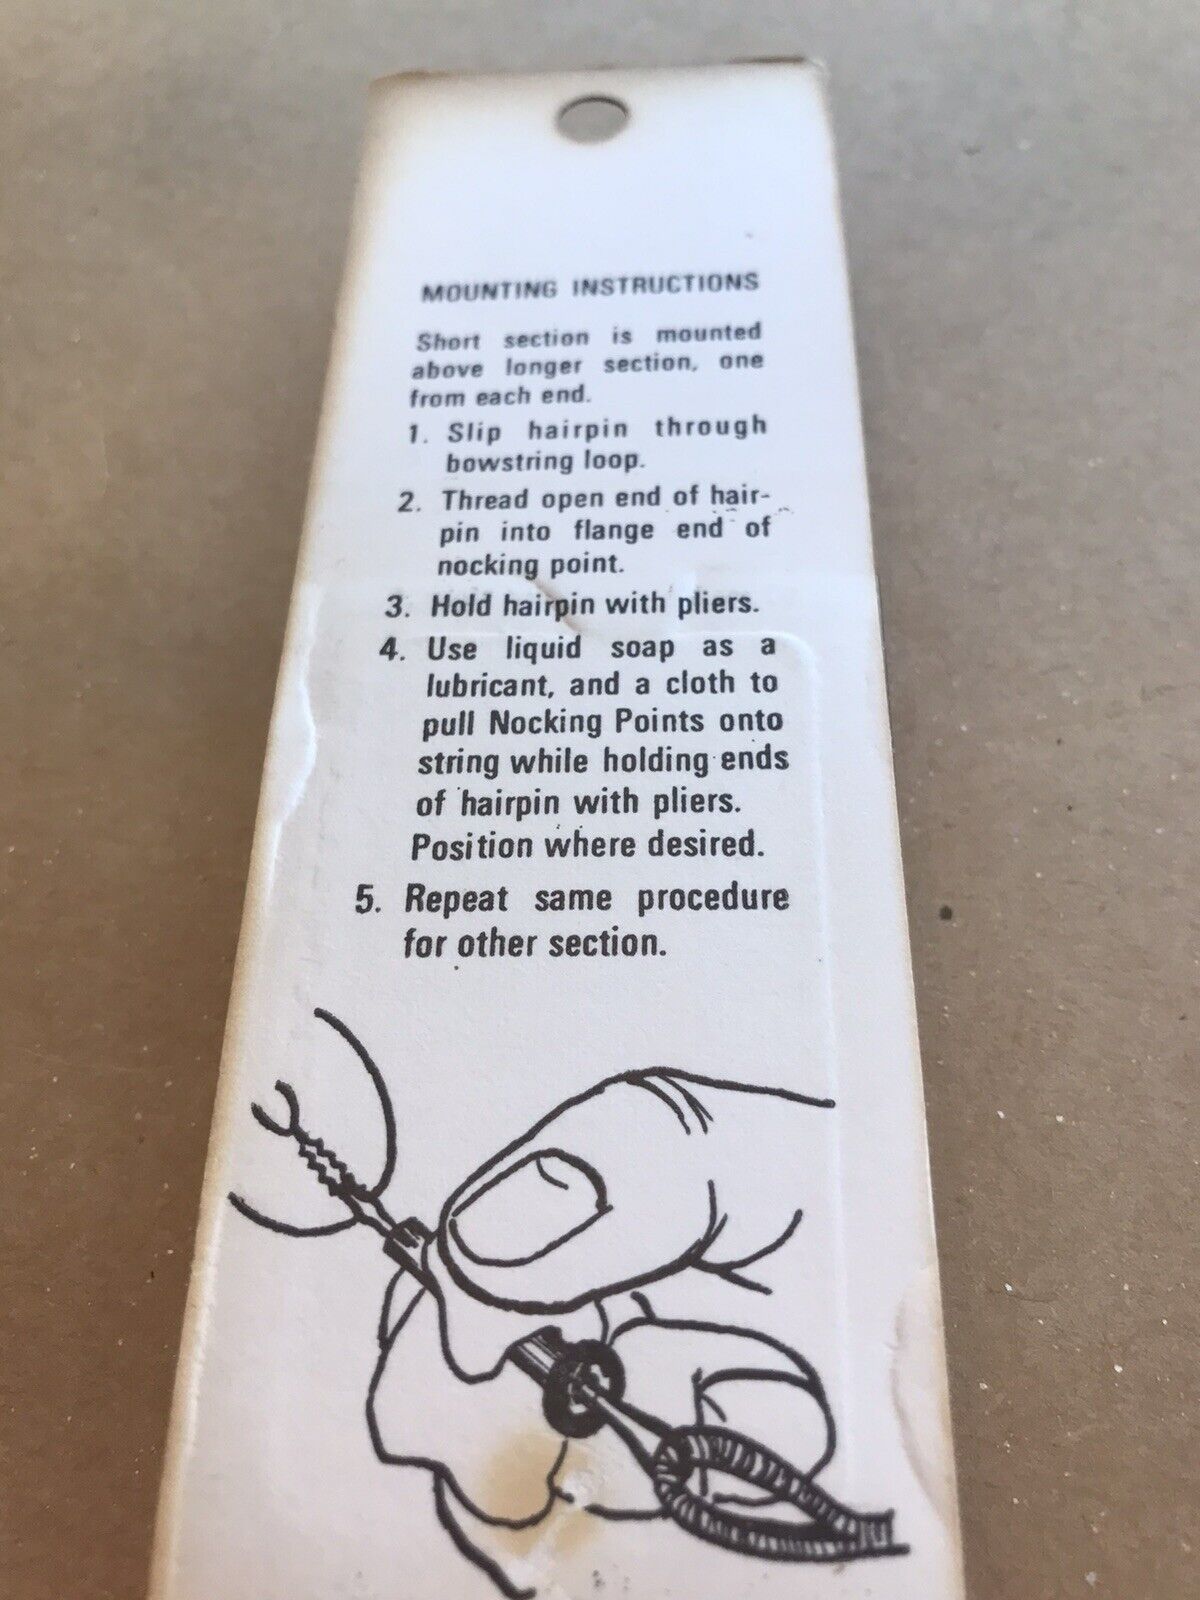 MOUNTING INSTRUCTIONS
Short section is mounted
above longer section, one
from each end.
1. Slip hairpin through
bowstring loop.
2. Thread open end of hair-
pin into flange end of
nocking point.
3. Hold hairpin with pliers.
4. Use liquid soap as a
lubricant, and a cloth to
pull Nocking Points onto
string while holding ends
of hairpin with pliers.
Position where desired.
5. Repeat same procedure
for other section.